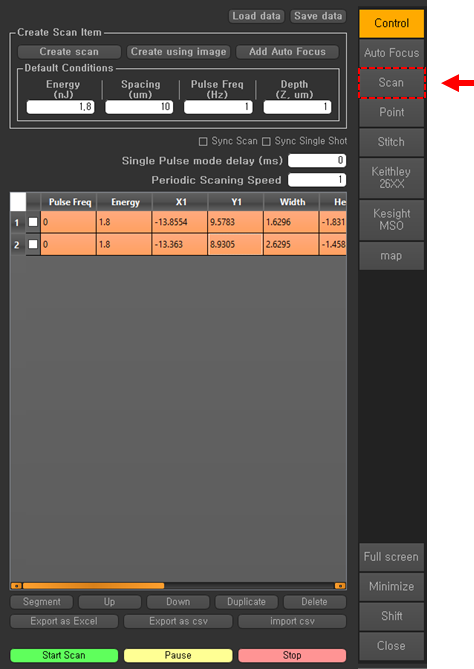 Load data Save data
Create Scan Item
Create scan Create using image Add Auto Focus
Default Conditions
Energy Spacing Pulse Freq Depth
(nJ) (um) (Hz) (Z, um)
1,8 10 1 1
Sync Scan Sync Single Shot
Single Pulse mode delay (ms) 0
Periodic Scaning Speed 1
Pulse Freq Energy X1 Y1 Width He
1 0 1.8 -13.8554 9.5783 1.6296 -1.831
2 0 1.8 -13.363 8.9305 2.6295 -1.458
Segment Up Down Duplicate Delete
Export as Excel Export as csv import csv
Start Scan Pause Stop
Control
Auto Focus
Scan
Point
Stitch
Keithley
26XX
Kesight
MSO
map
Full screen
Minimize
Shift
Close